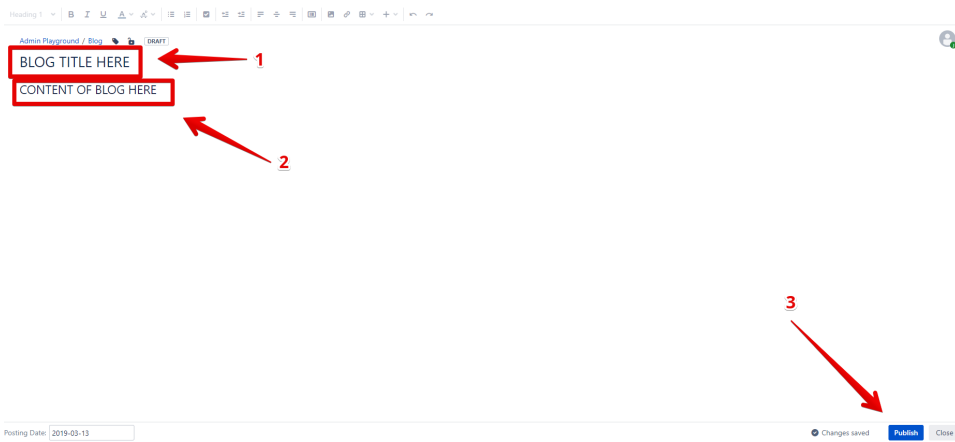 Heading 1
B I U A
Admin Playground / Blog DRAFT
BLOG TITLE HERE
1
CONTENT OF BLOG HERE
2
3
Posting Date: 2019-03-13 Changes saved Publish Close